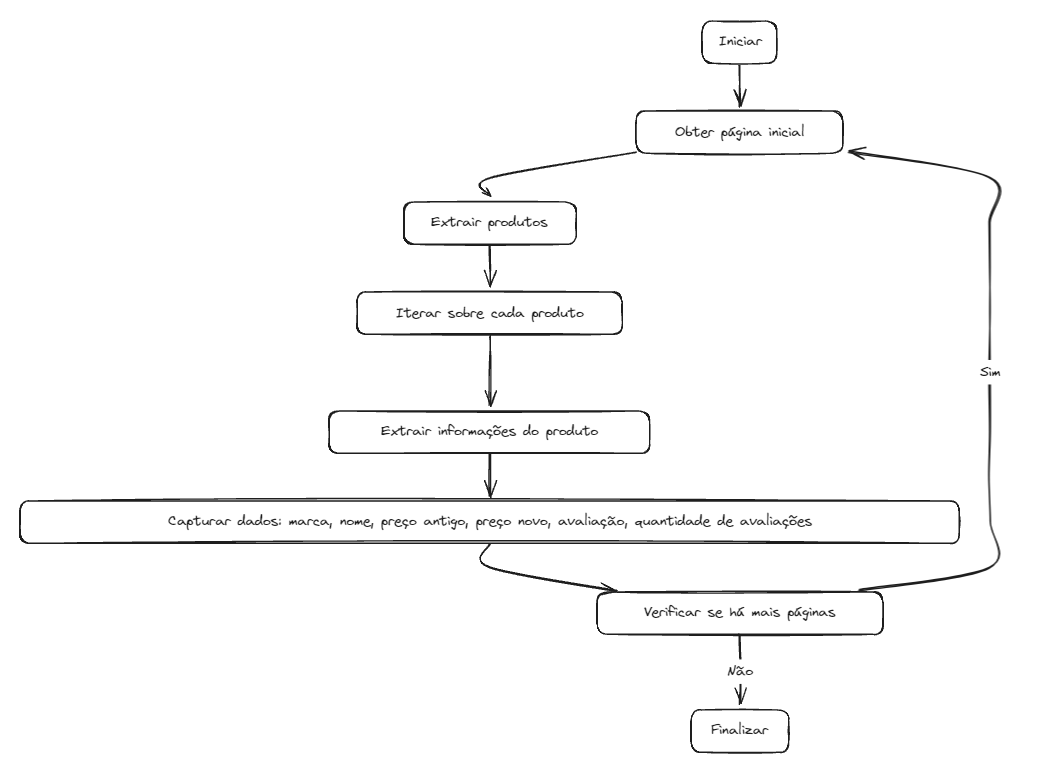 Iniciar
Obter página inicial
Extrair produtos
Iterar sobre cada produto
Sim
Extrair informações do produto
Capturar dados: marca, nome, preço antigo, preço novo, avaliação, quantidade de avaliações
Verificar se há mais páginas
Não
Finalizar